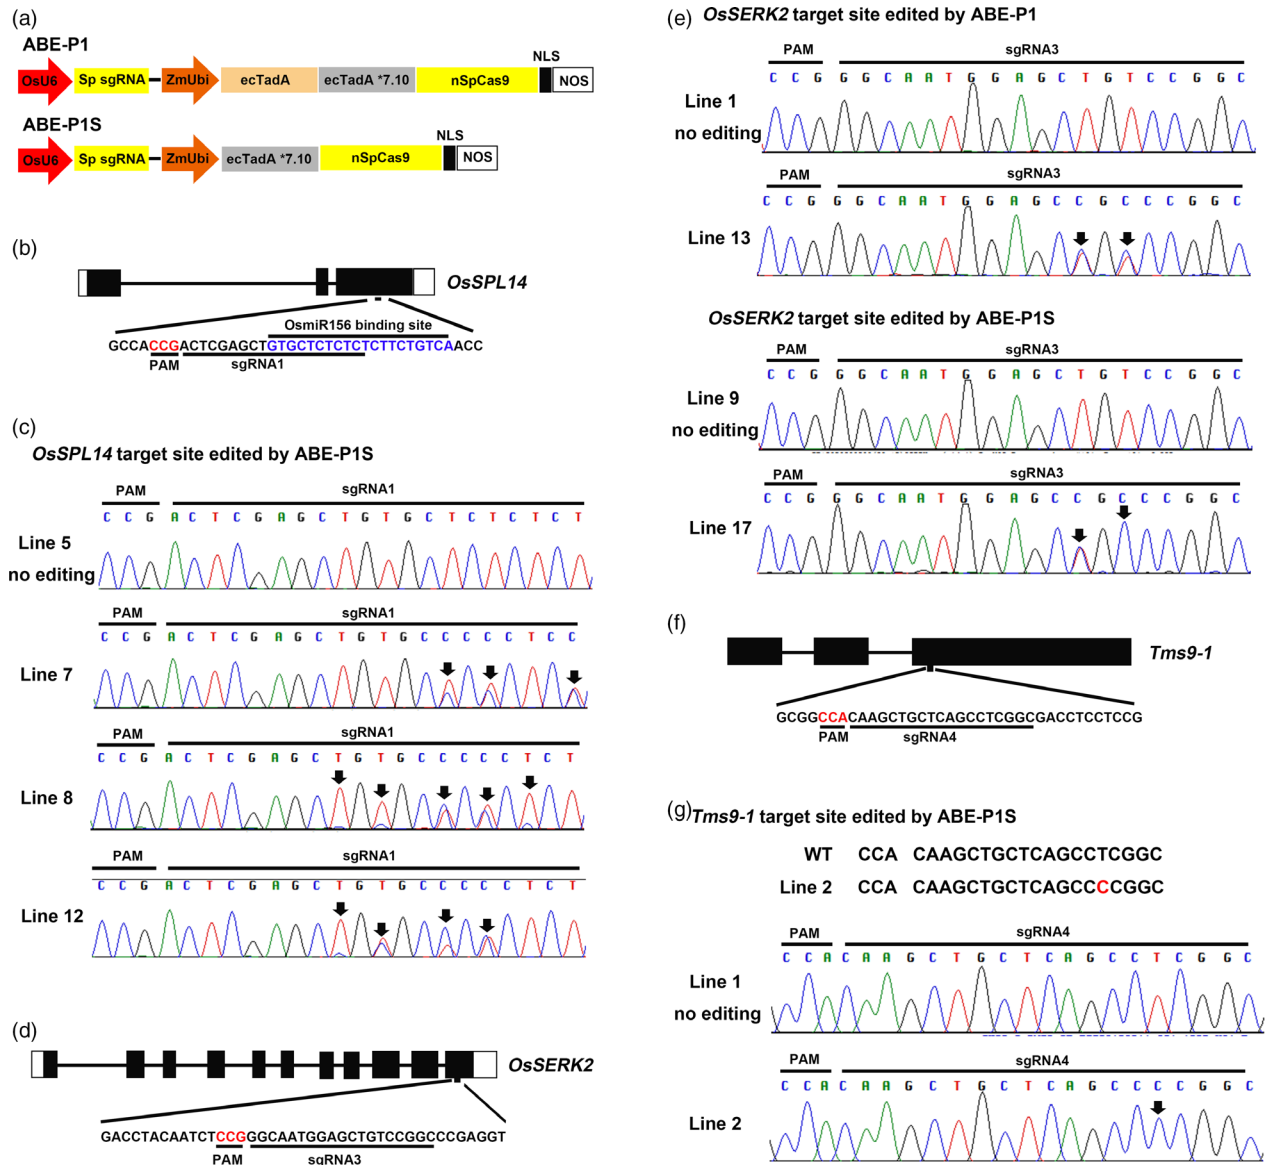 (a)
ABE-P1
OsU6 Sp sgRNA ZmUbi ecTadA ecTadA *7.10 nSpCas9 NLS NOS
ABE-P1S
OsU6 Sp sgRNA ZmUbi ecTadA *7.10 nSpCas9 NLS NOS
(b)
OsSPL14
OsmiR156 binding site
GCCACCGACTCGAGCTGTGCTCTCTCTCTTCTGTCAACC
PAM sgRNA1
(c)
OsSPL14 target site edited by ABE-P1S
PAM sgRNA1
C C G A C T C G A G C T G T G C T C T C T C T
Line 5
no editing
PAM sgRNA1
C C G A C T C G A G C T G T G C C C C C T C C
Line 7
PAM sgRNA1
C C G A C T C G A G C T G T G C C C C C T C T
Line 8
PAM sgRNA1
C C G A C T C G A G C T G T G C C C C C T C T
Line 12
(d)
OsSERK2
GACCTACAATCTCCGGGCAATGGAGCTGTCCGGCCCGAGGT
PAM sgRNA3
(e) OsSERK2 target site edited by ABE-P1
PAM sgRNA3
C C G G G C A A T G G A G C T G T C C G G C
Line 1
no editing
PAM sgRNA3
C C G G G C A A T G G A G C C G C C C G G C
Line 13
OsSERK2 target site edited by ABE-P1S
PAM sgRNA3
C C G G G C A A T G G A G C T G T C C G G C
Line 9
no editing
PAM sgRNA3
C C G G G C A A T G G A G C C G C C C G G C
Line 17
(f)
Tms9-1
GCGGCCACAAGCTGCTCAGCCTCGGCGACCTCCTCCG
PAM sgRNA4
(g) Tms9-1 target site edited by ABE-P1S
WT CCA CAAGCTGCTCAGCCTCGGC
Line 2 CCA CAAGCTGCTCAGCCCCGGC
PAM sgRNA4
C C A C A A G C T G C T C A G C C T C G G C
Line 1
no editing
PAM sgRNA4
C C A C A A G C T G C T C A G C C C C G G C
Line 2